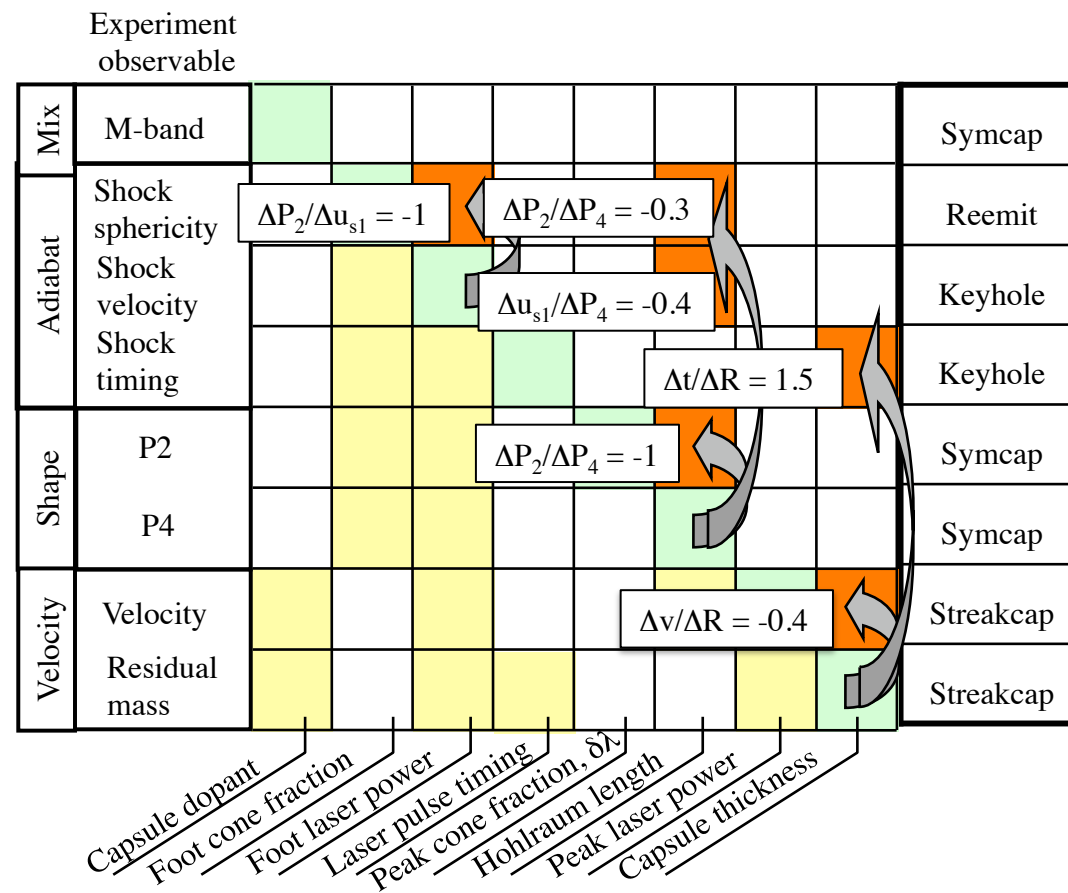 Experiment
observable
Mix
M-band
Symcap
Adiabat
Shock
sphericity
ΔP₂/Δuₛ₁ = -1
ΔP₂/ΔP₄ = -0.3
Reemit
Shock
velocity
Δuₛ₁/ΔP₄ = -0.4
Keyhole
Shock
timing
Δt/ΔR = 1.5
Keyhole
Shape
P2
ΔP₂/ΔP₄ = -1
Symcap
P4
Symcap
Velocity
Velocity
Δv/ΔR = -0.4
Streakcap
Residual
mass
Streakcap
Capsule dopant
Foot cone fraction
Foot laser power
Laser pulse timing
Peak cone fraction, δλ
Hohlraum length
Peak laser power
Capsule thickness